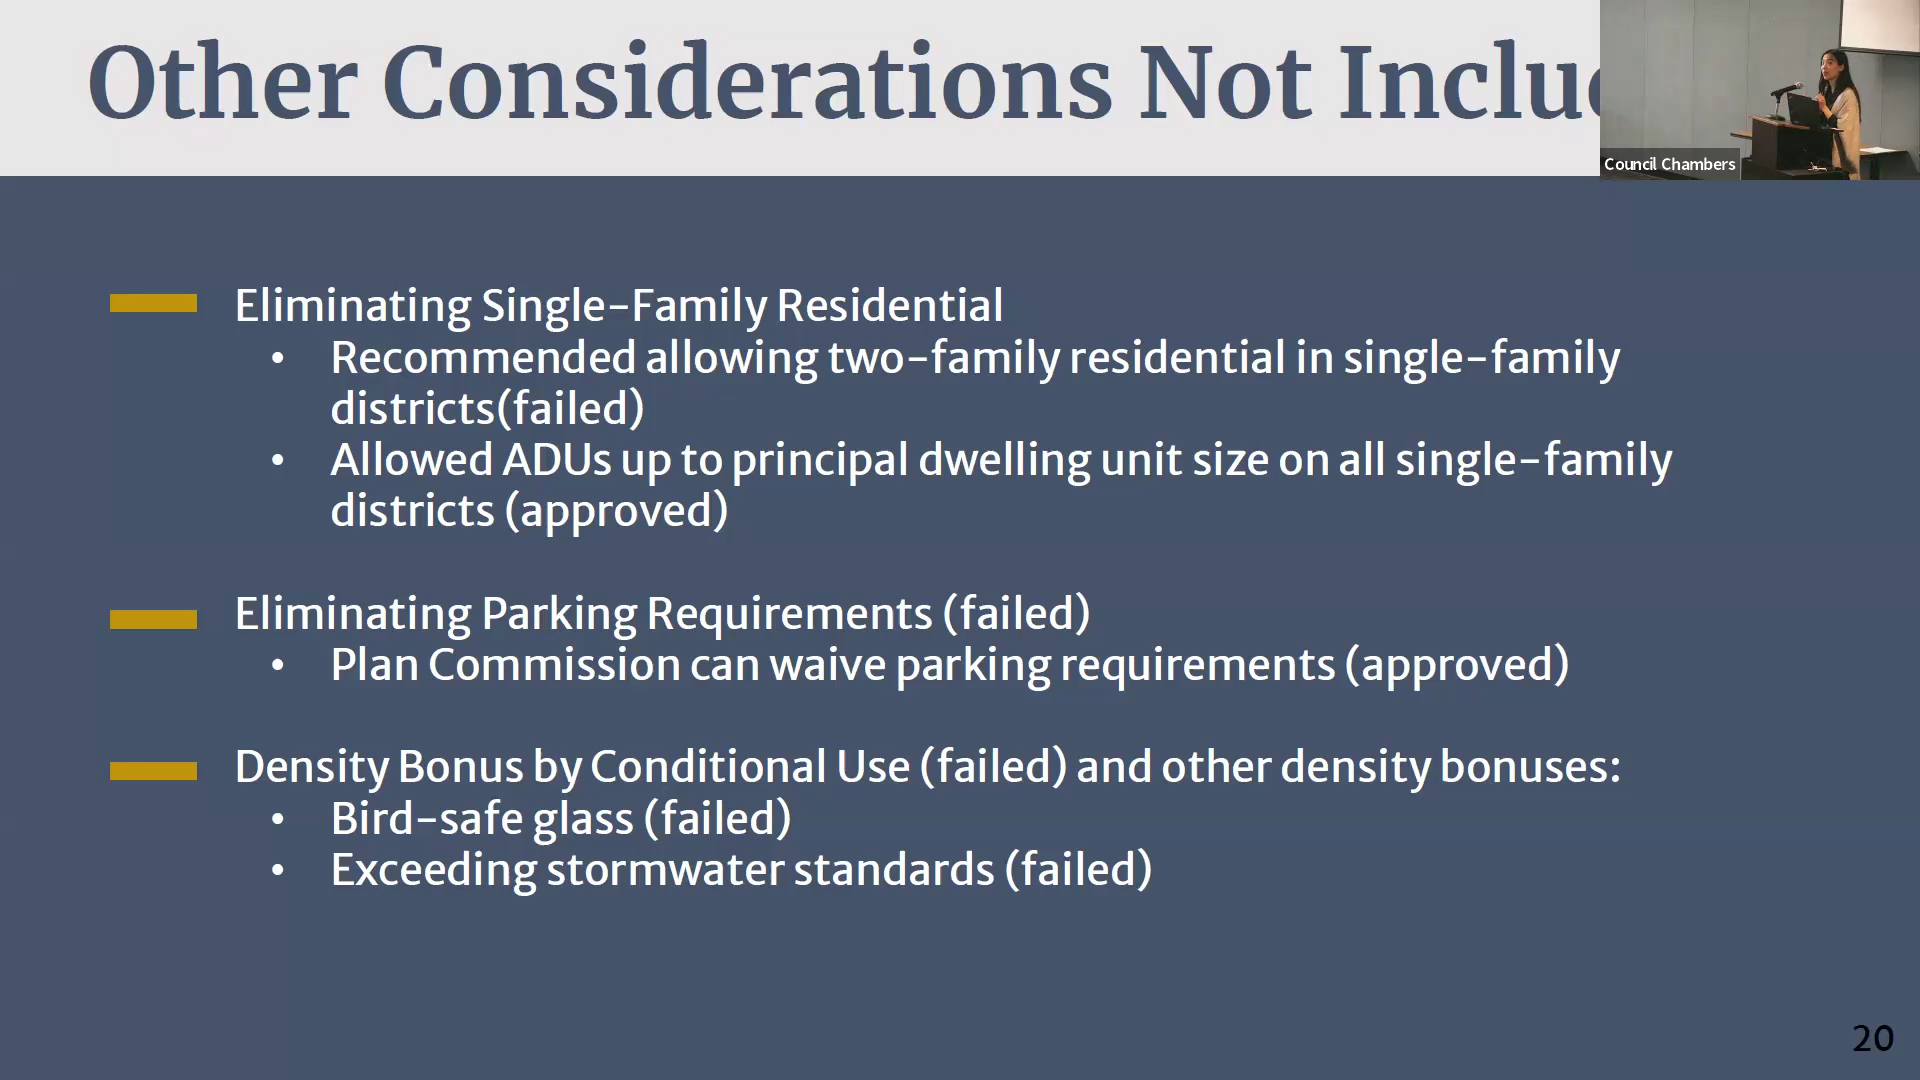 Other Considerations Not
Council Chambers
Eliminating Single-Family Residential
• Recommended allowing two-family residential in single-family
districts(failed)
• Allowed ADUs up to principal dwelling unit size on all single-family
districts (approved)
Eliminating Parking Requirements (failed)
• Plan Commission can waive parking requirements (approved)
Density Bonus by Conditional Use (failed) and other density bonuses:
• Bird-safe glass (failed)
• Exceeding stormwater standards (failed)
20